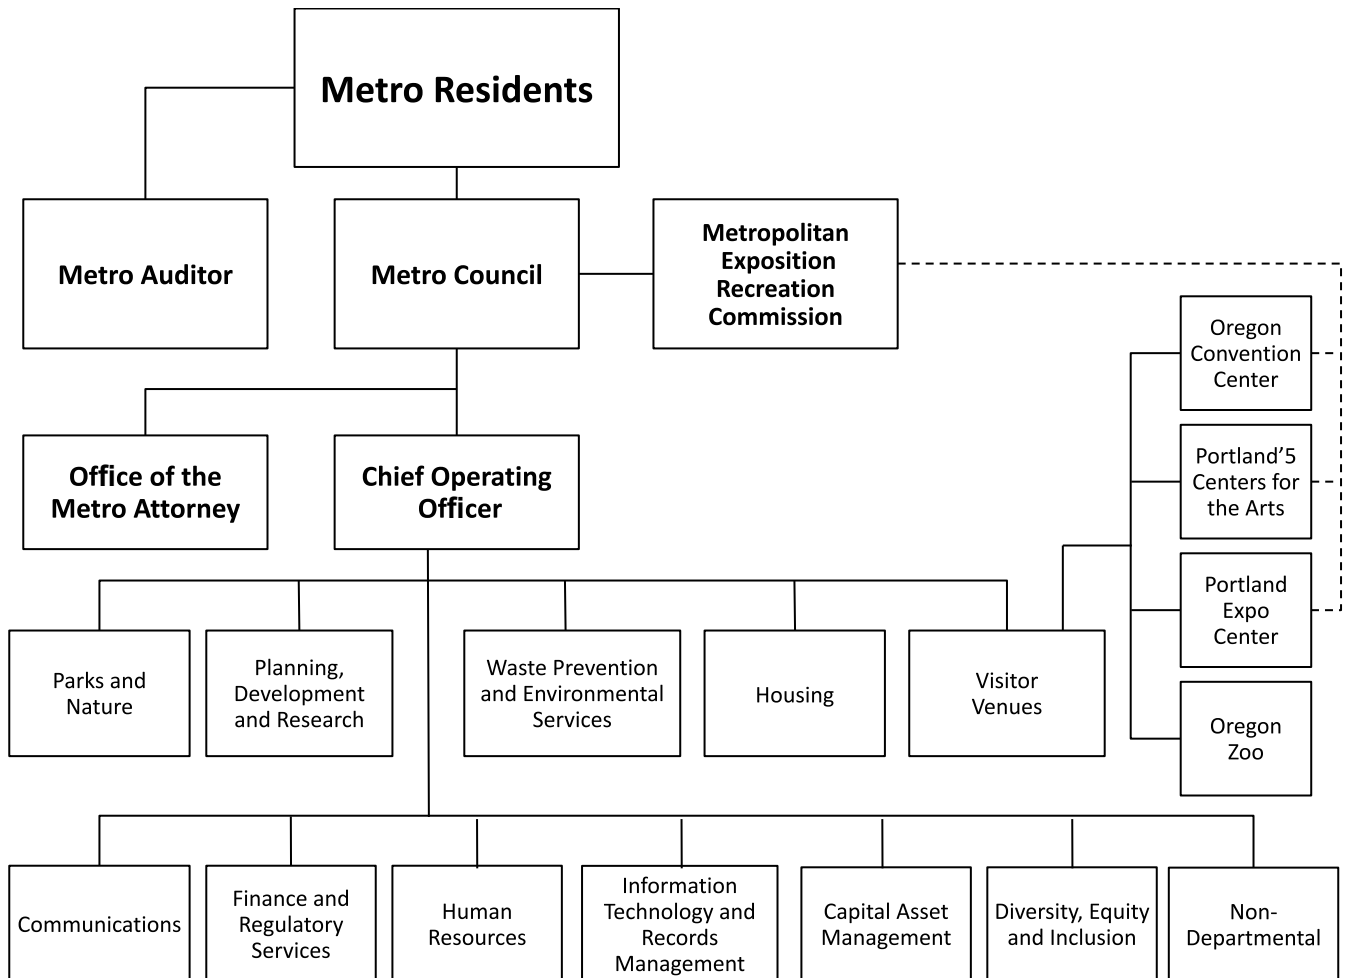 Metro Residents
Metro Auditor
Metro Council
Metropolitan
Exposition
Recreation
Commission
Oregon
Convention
Center
Portland’5
Centers for
the Arts
Portland
Expo
Center
Oregon
Zoo
Office of the
Metro Attorney
Chief Operating
Officer
Parks and
Nature
Planning,
Development
and Research
Waste Prevention
and Environmental
Services
Housing
Visitor
Venues
Communications
Finance and
Regulatory
Services
Human
Resources
Information
Technology and
Records
Management
Capital Asset
Management
Diversity, Equity
and Inclusion
Non-
Departmental